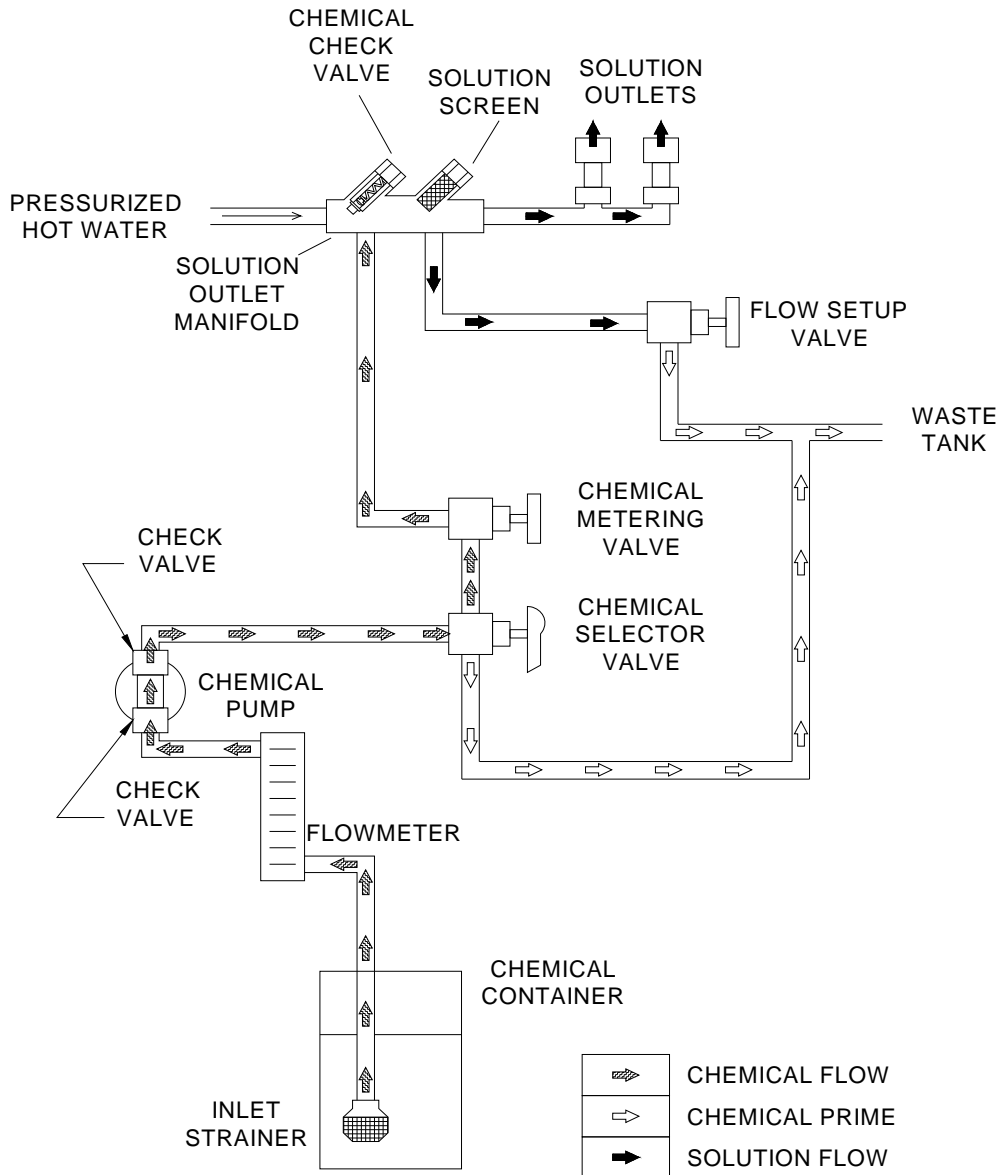 CHEMICAL
CHECK
VALVE
SOLUTION
SCREEN
SOLUTION
OUTLETS
PRESSURIZED
HOT WATER
SOLUTION
OUTLET
MANIFOLD
FLOW SETUP
VALVE
WASTE
TANK
CHEMICAL
METERING
VALVE
CHECK
VALVE
CHEMICAL
SELECTOR
VALVE
CHEMICAL
PUMP
CHECK
VALVE
FLOWMETER
CHEMICAL
CONTAINER
INLET
STRAINER
CHEMICAL FLOW
CHEMICAL PRIME
SOLUTION FLOW